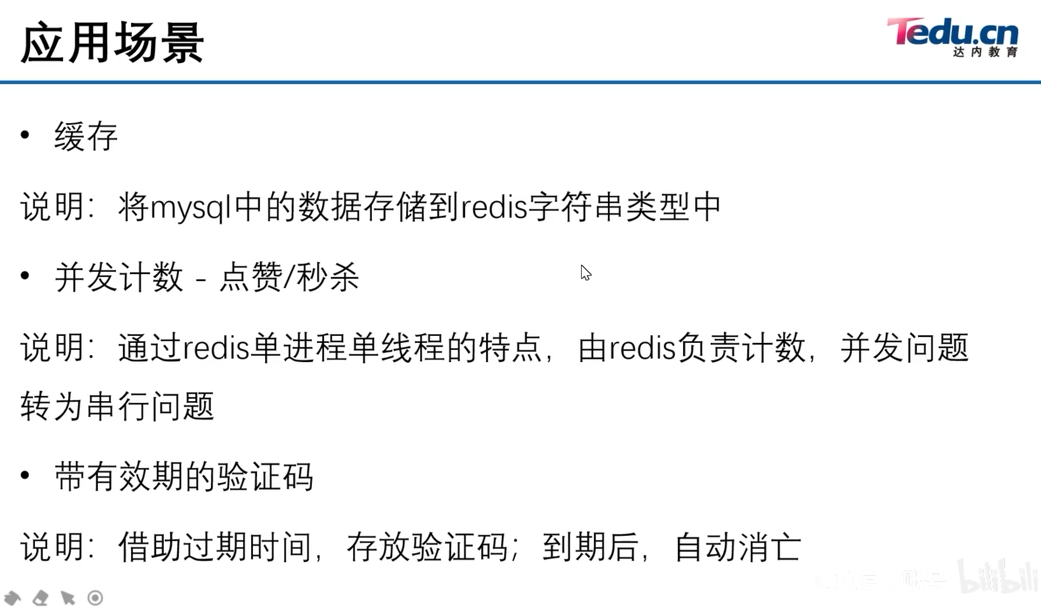 应用场景
Tedu.cn
达内教育
• 缓存
说明：将mysql中的数据存储到redis字符串类型中
• 并发计数 - 点赞/秒杀
说明：通过redis单进程单线程的特点，由redis负责计数，并发问题
转为串行问题
• 带有效期的验证码
说明：借助过期时间，存放验证码；到期后，自动消亡
bilibili